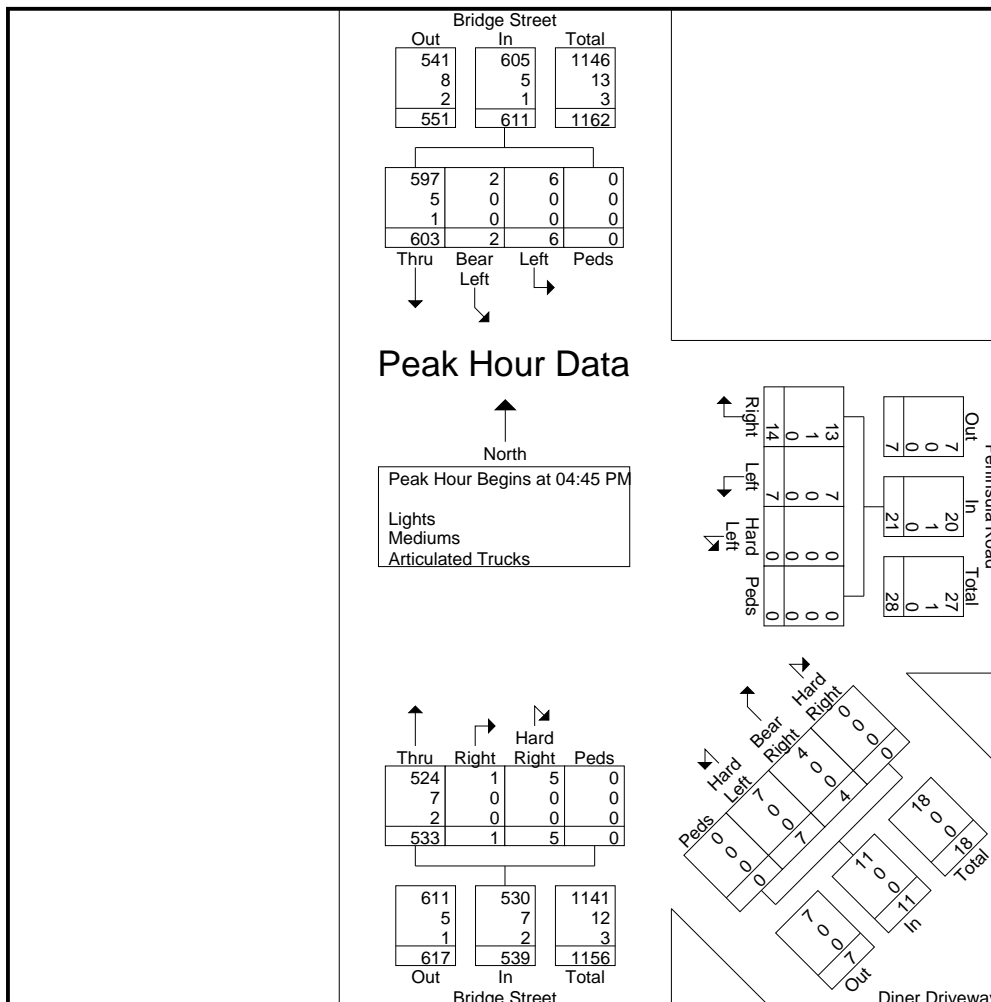 Bridge Street
Out In Total
541 605 1146
8 5 13
2 1 3
551 611 1162
597 2 6 0
5 0 0 0
1 0 0 0
603 2 6 0
Thru Bear Left Left Peds
Peak Hour Data
North
Peak Hour Begins at 04:45 PM
Lights
Mediums
Articulated Trucks
Right Left Hard Left Peds
13 7 0 0
1 0 0 0
0 0 0 0
14 7 0 0
Peninsula Road
Out In Total
7 20 27
0 1 1
0 0 0
7 21 28
Hard
Thru Right Right Peds
524 1 5 0
7 0 0 0
2 0 0 0
533 1 5 0
611 530 1141
5 7 12
1 2 3
617 539 1156
Out In Total
Bridge Street
Peds Hard Left Bear Right Hard Right
0 7 4 0
0 0 0 0
0 0 0 0
0 7 4 0
7 11 18
0 0 0
0 0 0
7 11 18
Out In Total
Diner Driveway